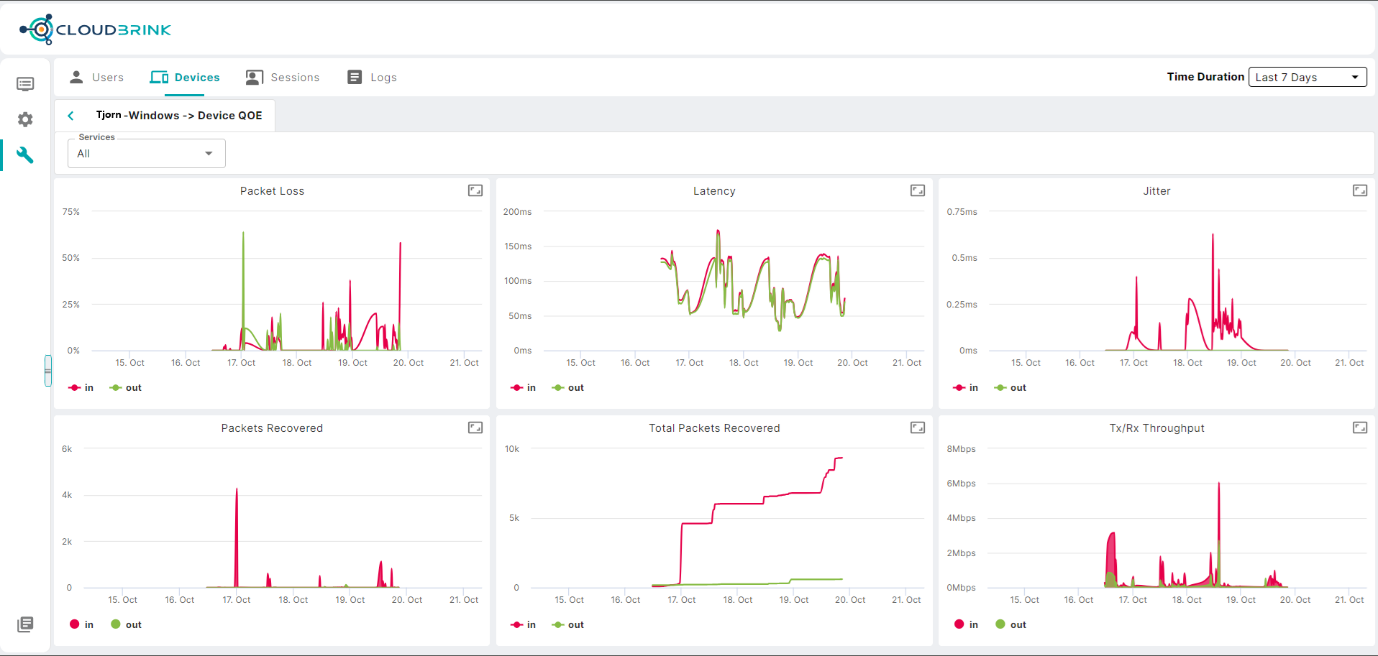 CLOUDBRINK
Users
Devices
Sessions
Logs
Time Duration
Last 7 Days
Tjorn -Windows -> Device QOE
Services
All
Packet Loss
75%
50%
25%
0%
15. Oct 16. Oct 17. Oct 18. Oct 19. Oct 20. Oct 21. Oct
in out
Latency
200ms
150ms
100ms
50ms
0ms
15. Oct 16. Oct 17. Oct 18. Oct 19. Oct 20. Oct 21. Oct
in out
Jitter
0.75ms
0.5ms
0.25ms
0ms
15. Oct 16. Oct 17. Oct 18. Oct 19. Oct 20. Oct 21. Oct
in out
Packets Recovered
6k
4k
2k
0
15. Oct 16. Oct 17. Oct 18. Oct 19. Oct 20. Oct 21. Oct
in out
Total Packets Recovered
10k
5k
0
15. Oct 16. Oct 17. Oct 18. Oct 19. Oct 20. Oct 21. Oct
in out
Tx/Rx Throughput
8Mbps
6Mbps
4Mbps
2Mbps
0Mbps
15. Oct 16. Oct 17. Oct 18. Oct 19. Oct 20. Oct 21. Oct
in out